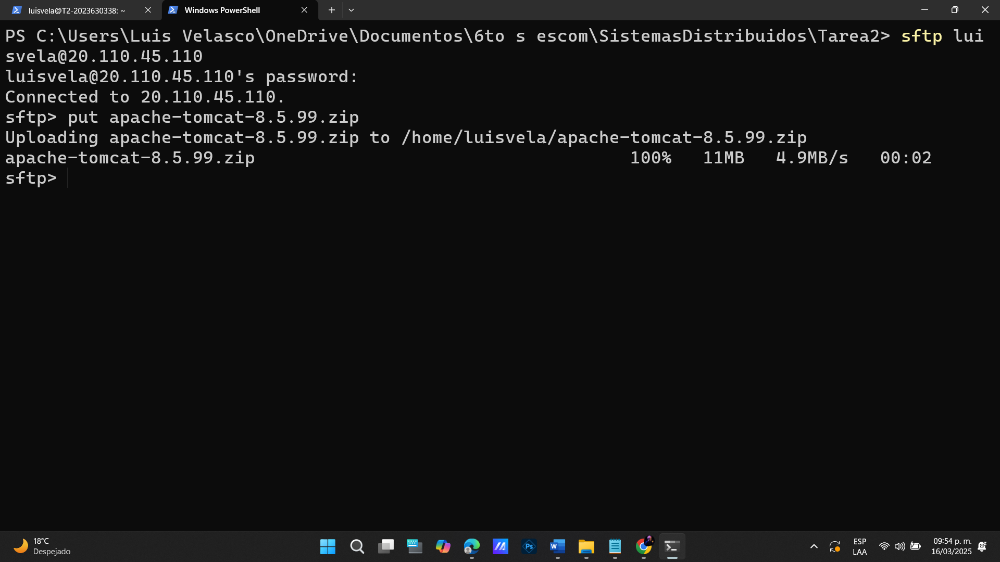 luisvela@T2-2023630338: ~
Windows PowerShell
PS C:\Users\Luis Velasco\OneDrive\Documentos\6to s escom\SistemasDistribuidos\Tarea2> sftp lui
svela@20.110.45.110
luisvela@20.110.45.110's password:
Connected to 20.110.45.110.
sftp> put apache-tomcat-8.5.99.zip
Uploading apache-tomcat-8.5.99.zip to /home/luisvela/apache-tomcat-8.5.99.zip
apache-tomcat-8.5.99.zip 100% 11MB 4.9MB/s 00:02
sftp>
18°C
Despejado
Ps
W
ESP
LAA
09:54 p. m.
16/03/2025